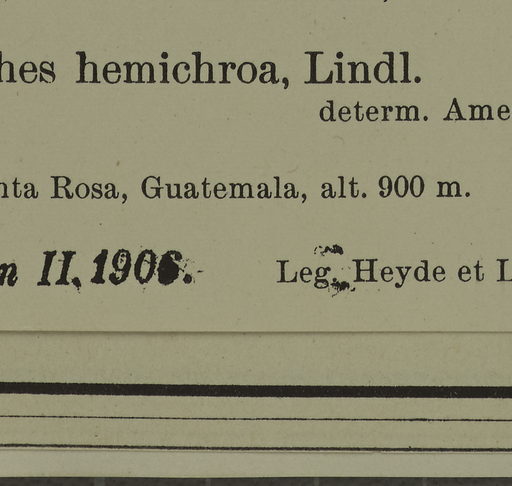 hes hemichroa, Lindl.
determ. Ame
nta Rosa, Guatemala, alt. 900 m.
n II. 1906. Leg. Heyde et L